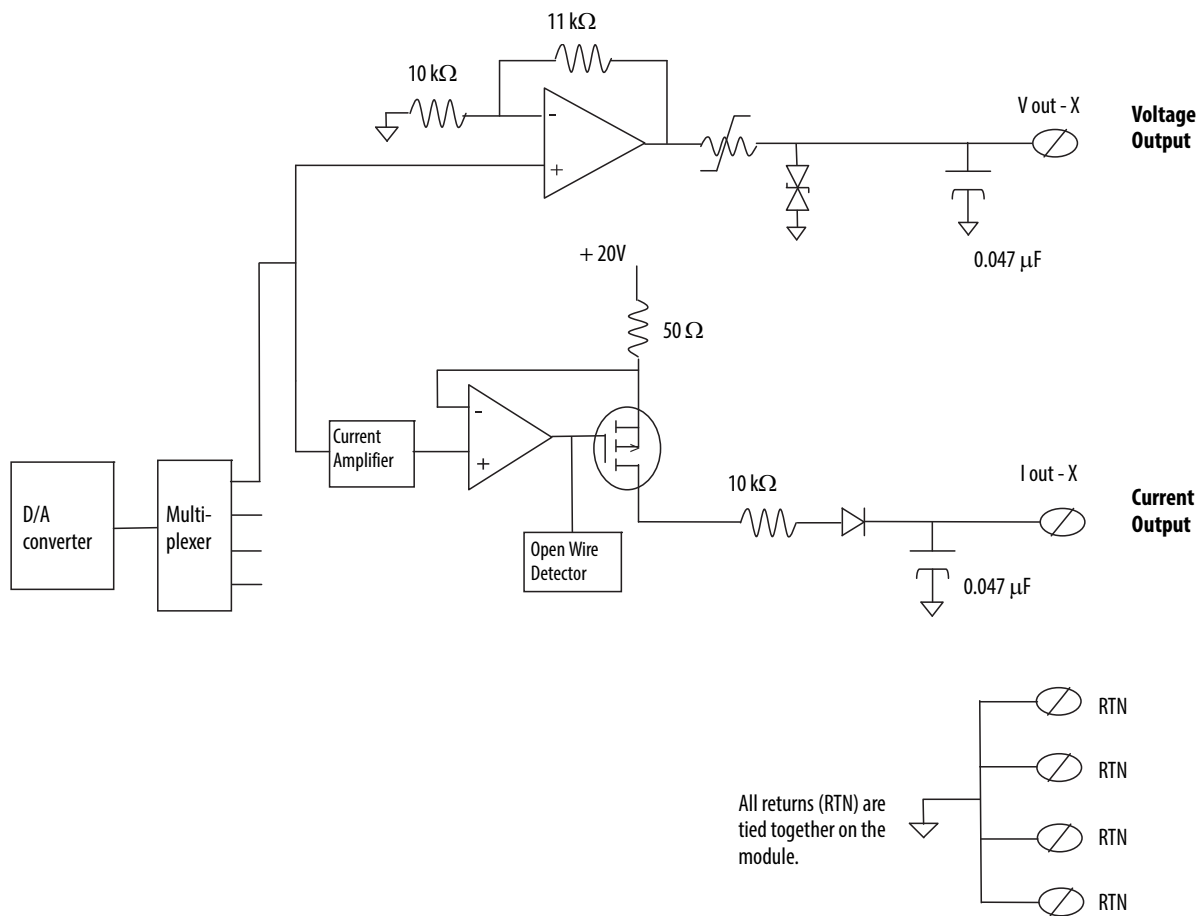 11 kΩ
10 kΩ
-
+
V out - X
Voltage
Output
0.047 μF
+ 20V
50 Ω
-
+
Current
Amplifier
Open Wire
Detector
D/A
converter
Multi-
plexer
10 kΩ
I out - X
Current
Output
0.047 μF
RTN
RTN
RTN
RTN
All returns (RTN) are
tied together on the
module.